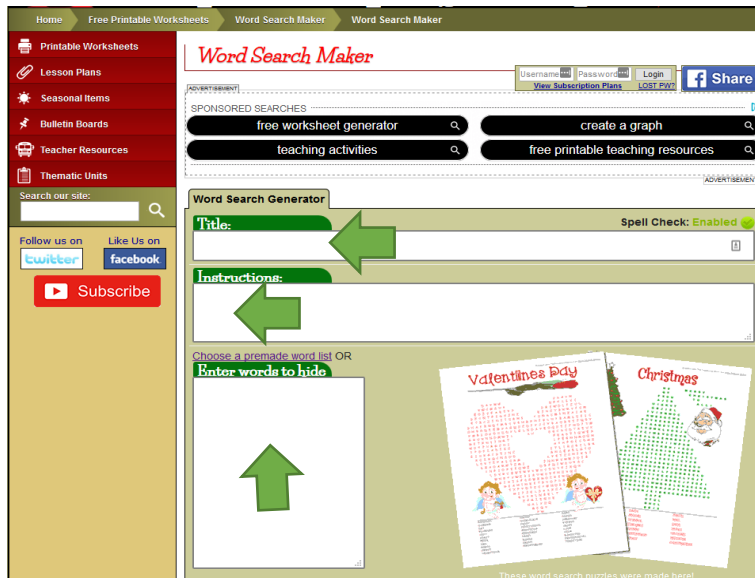 Home Free Printable Worksheets Word Search Maker Word Search Maker
Printable Worksheets
Lesson Plans
Seasonal Items
Bulletin Boards
Teacher Resources
Thematic Units
Search our site:
Follow us on Like Us on
twitter facebook
Subscribe
Word Search Maker
Username Password Login
View Subscription Plans LOST PW?
f Share
ADVERTISEMENT
SPONSORED SEARCHES
free worksheet generator create a graph
teaching activities free printable teaching resources
ADVERTISEMENT
Word Search Generator
Title: Spell Check: Enabled
Instructions:
Choose a premade word list OR
Enter words to hide
Valentines Day
Christmas
These word search puzzles were made here!